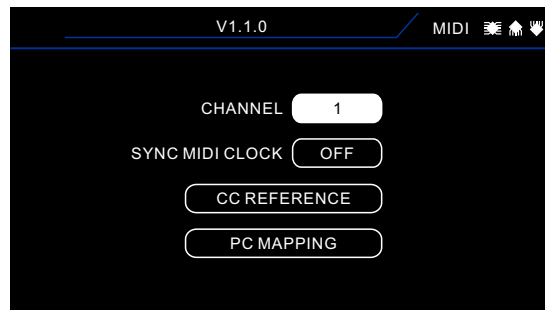 V1.1.0 MIDI
CHANNEL 1
SYNC MIDI CLOCK OFF
CC REFERENCE
PC MAPPING